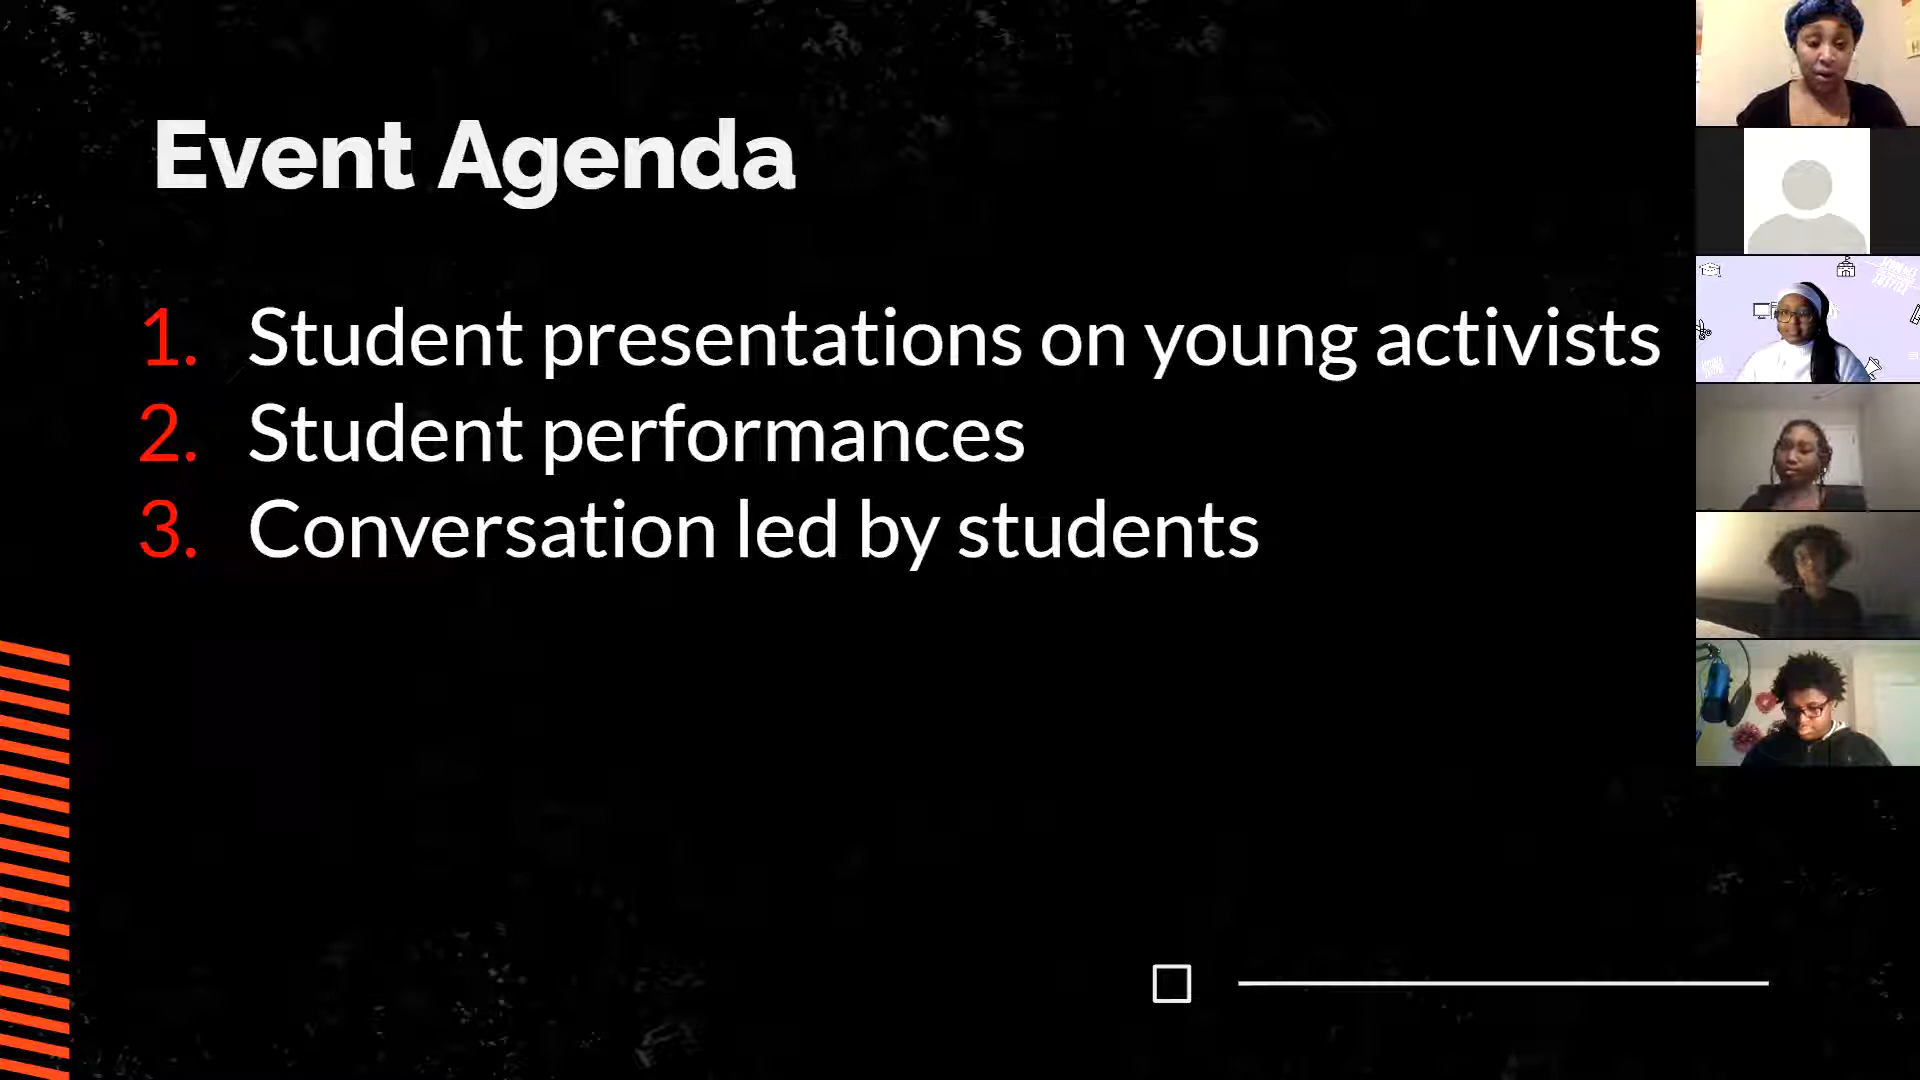 Event Agenda
1. Student presentations on young activists
2. Student performances
3. Conversation led by students